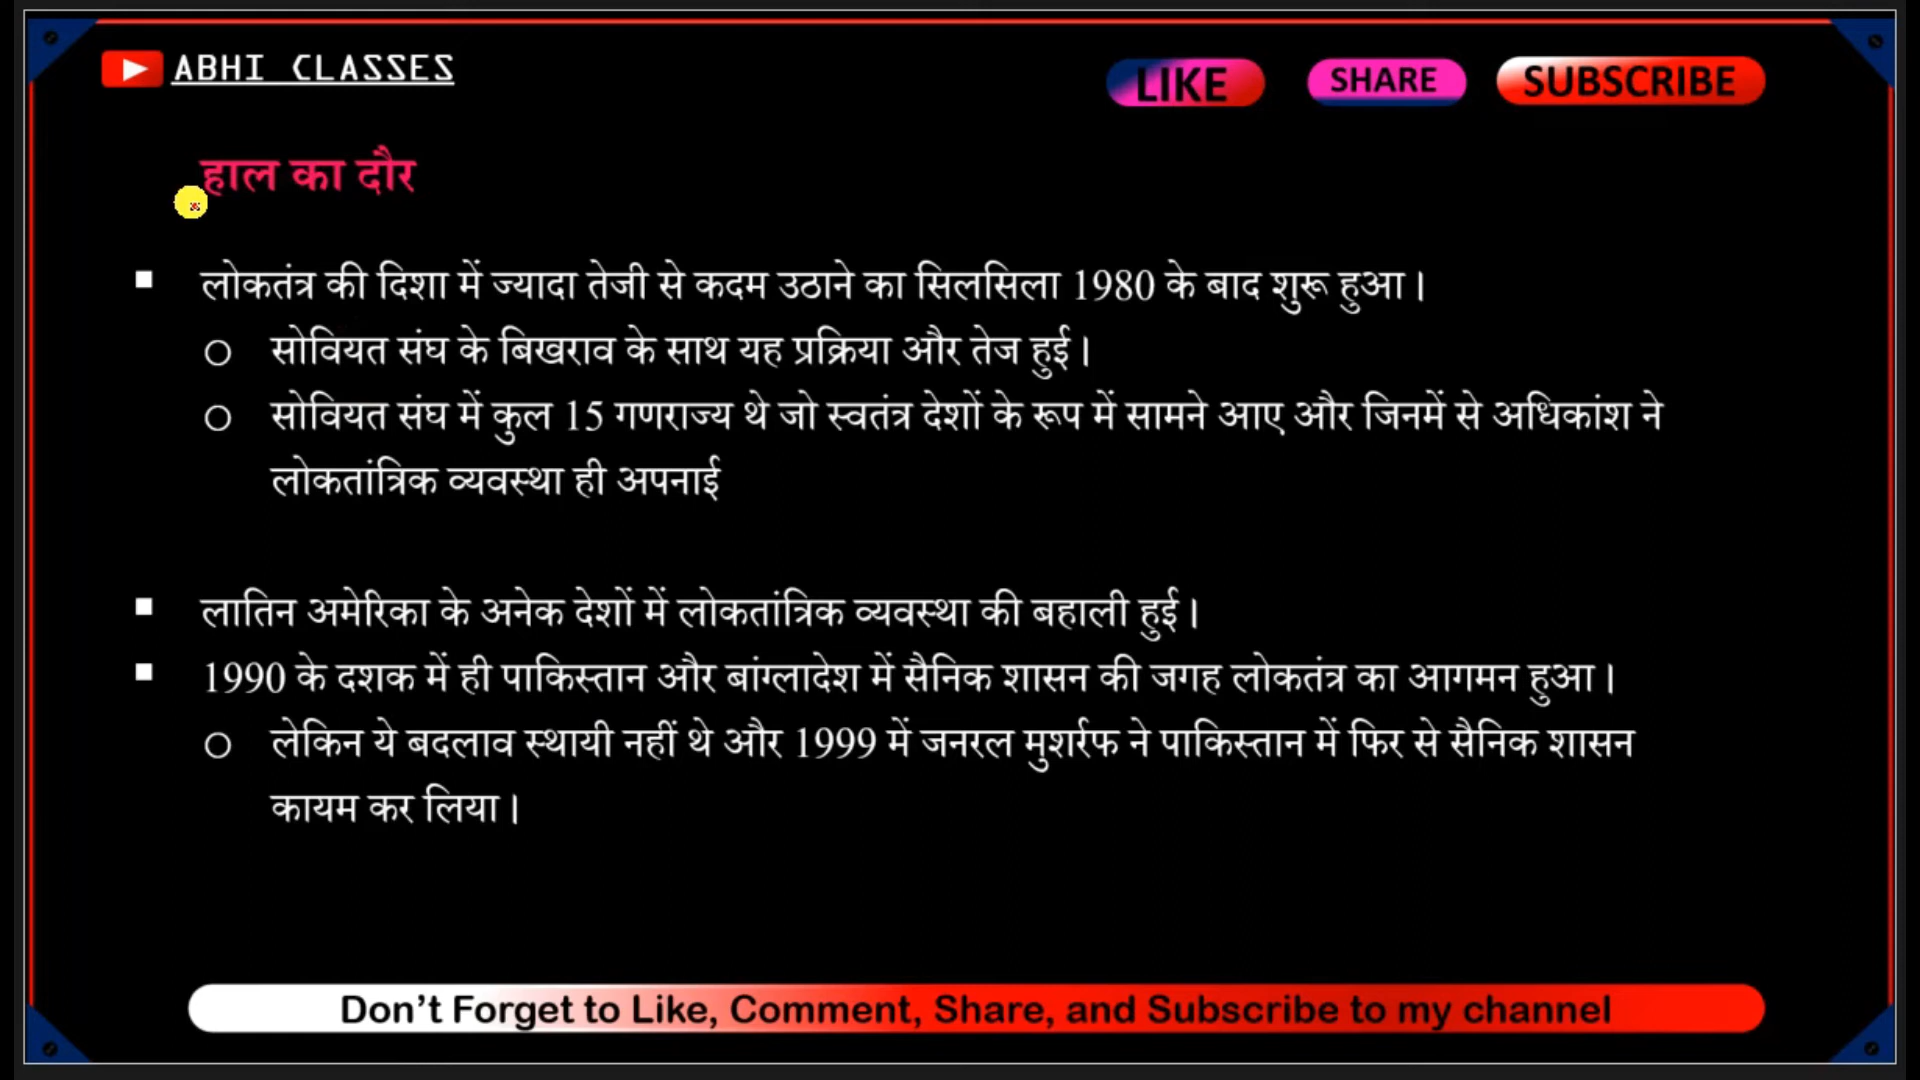 ABHI CLASSES
LIKE
SHARE
SUBSCRIBE
हाल का दौर
▪ लोकतंत्र की दिशा में ज्यादा तेजी से कदम उठाने का सिलसिला 1980 के बाद शुरू हुआ।
○ सोवियत संघ के बिखराव के साथ यह प्रक्रिया और तेज हुई।
○ सोवियत संघ में कुल 15 गणराज्य थे जो स्वतंत्र देशों के रूप में सामने आए और जिनमें से अधिकांश ने
लोकतांत्रिक व्यवस्था ही अपनाई
▪ लातिन अमेरिका के अनेक देशों में लोकतांत्रिक व्यवस्था की बहाली हुई।
▪ 1990 के दशक में ही पाकिस्तान और बांग्लादेश में सैनिक शासन की जगह लोकतंत्र का आगमन हुआ।
○ लेकिन ये बदलाव स्थायी नहीं थे और 1999 में जनरल मुशर्रफ ने पाकिस्तान में फिर से सैनिक शासन
कायम कर लिया।
Don't Forget to Like, Comment, Share, and Subscribe to my channel